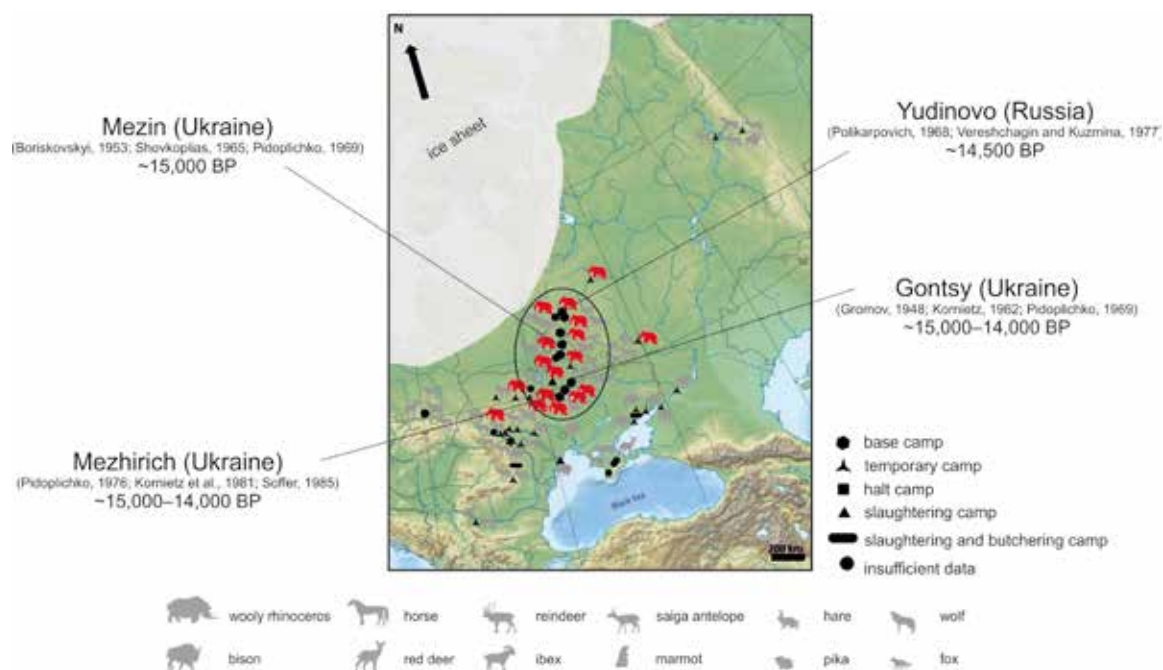 N
ice sheet
Mezin (Ukraine)
(Boriskovskyi, 1953; Shovkoplias, 1965; Pidoplichko, 1969)
~15,000 BP
Yudinovo (Russia)
(Polikarpovich, 1968; Vereshchagin and Kuzmina, 1977)
~14,500 BP
Gontsy (Ukraine)
(Gromov, 1948; Kornietz, 1962; Pidoplichko, 1969)
~15,000–14,000 BP
Mezhirich (Ukraine)
(Pidoplichko, 1976; Kornietz et al., 1981; Soffer, 1985)
~15,000–14,000 BP
Black Sea
200 km
base camp
temporary camp
halt camp
slaughtering camp
slaughtering and butchering camp
insufficient data
wooly rhinoceros horse reindeer saiga antelope hare wolf
bison red deer ibex marmot pika fox